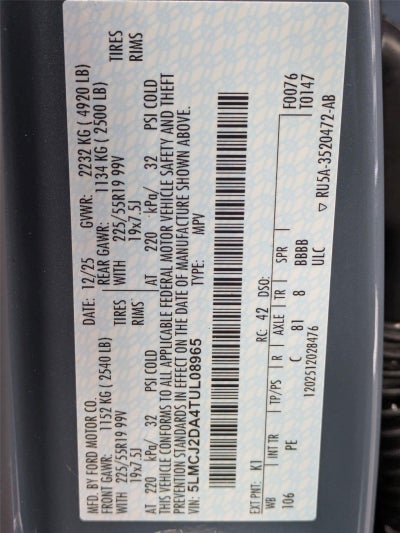 MFD. BY FORD MOTOR CO.
DATE: 12/25 GVWR: 2232 KG ( 4920 LB)
FRONT GAWR: REAR GAWR:
1152 KG (2540 LB) 1134 KG ( 2500 LB)
WITH TIRES WITH TIRES
225/55R19 99V 225/55R19 99V
19x7.5J RIMS 19x7.5J RIMS
AT 220 kPa/ 32 PSI COLD AT 220 kPa/ 32 PSI COLD
THIS VEHICLE CONFORMS TO ALL APPLICABLE FEDERAL MOTOR VEHICLE SAFETY AND THEFT
PREVENTION STANDARDS IN EFFECT ON THE DATE OF MANUFACTURE SHOWN ABOVE.
VIN: 5LMCJ2DA4TUL08965 TYPE: MPV
EXT PNT: K1 RC: 42 DSO: F0076
T0147
WB INT TR TP/PS R AXLE TR SPR
106 PE C 81 8 BBBB
ULC
1202512028476
▽ RU5A-3520472-AB